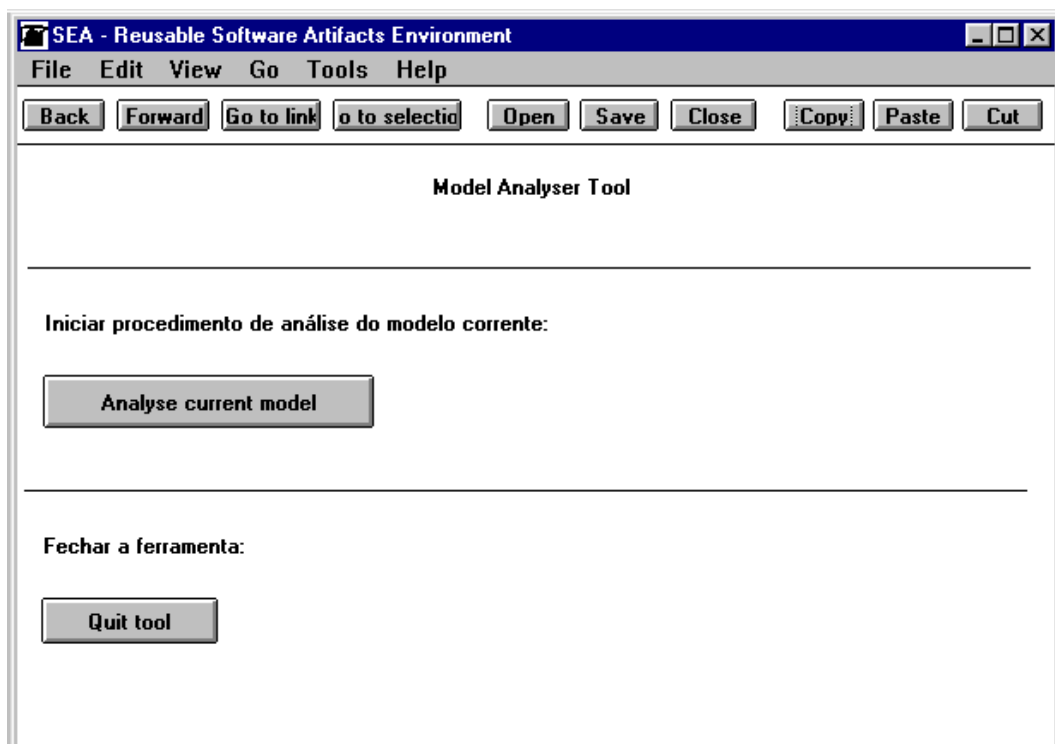 SEA - Reusable Software Artifacts Environment
File Edit View Go Tools Help
Back Forward Go to link o to selectio Open Save Close Copy Paste Cut
Model Analyser Tool
Iniciar procedimento de análise do modelo corrente:
Analyse current model
Fechar a ferramenta:
Quit tool